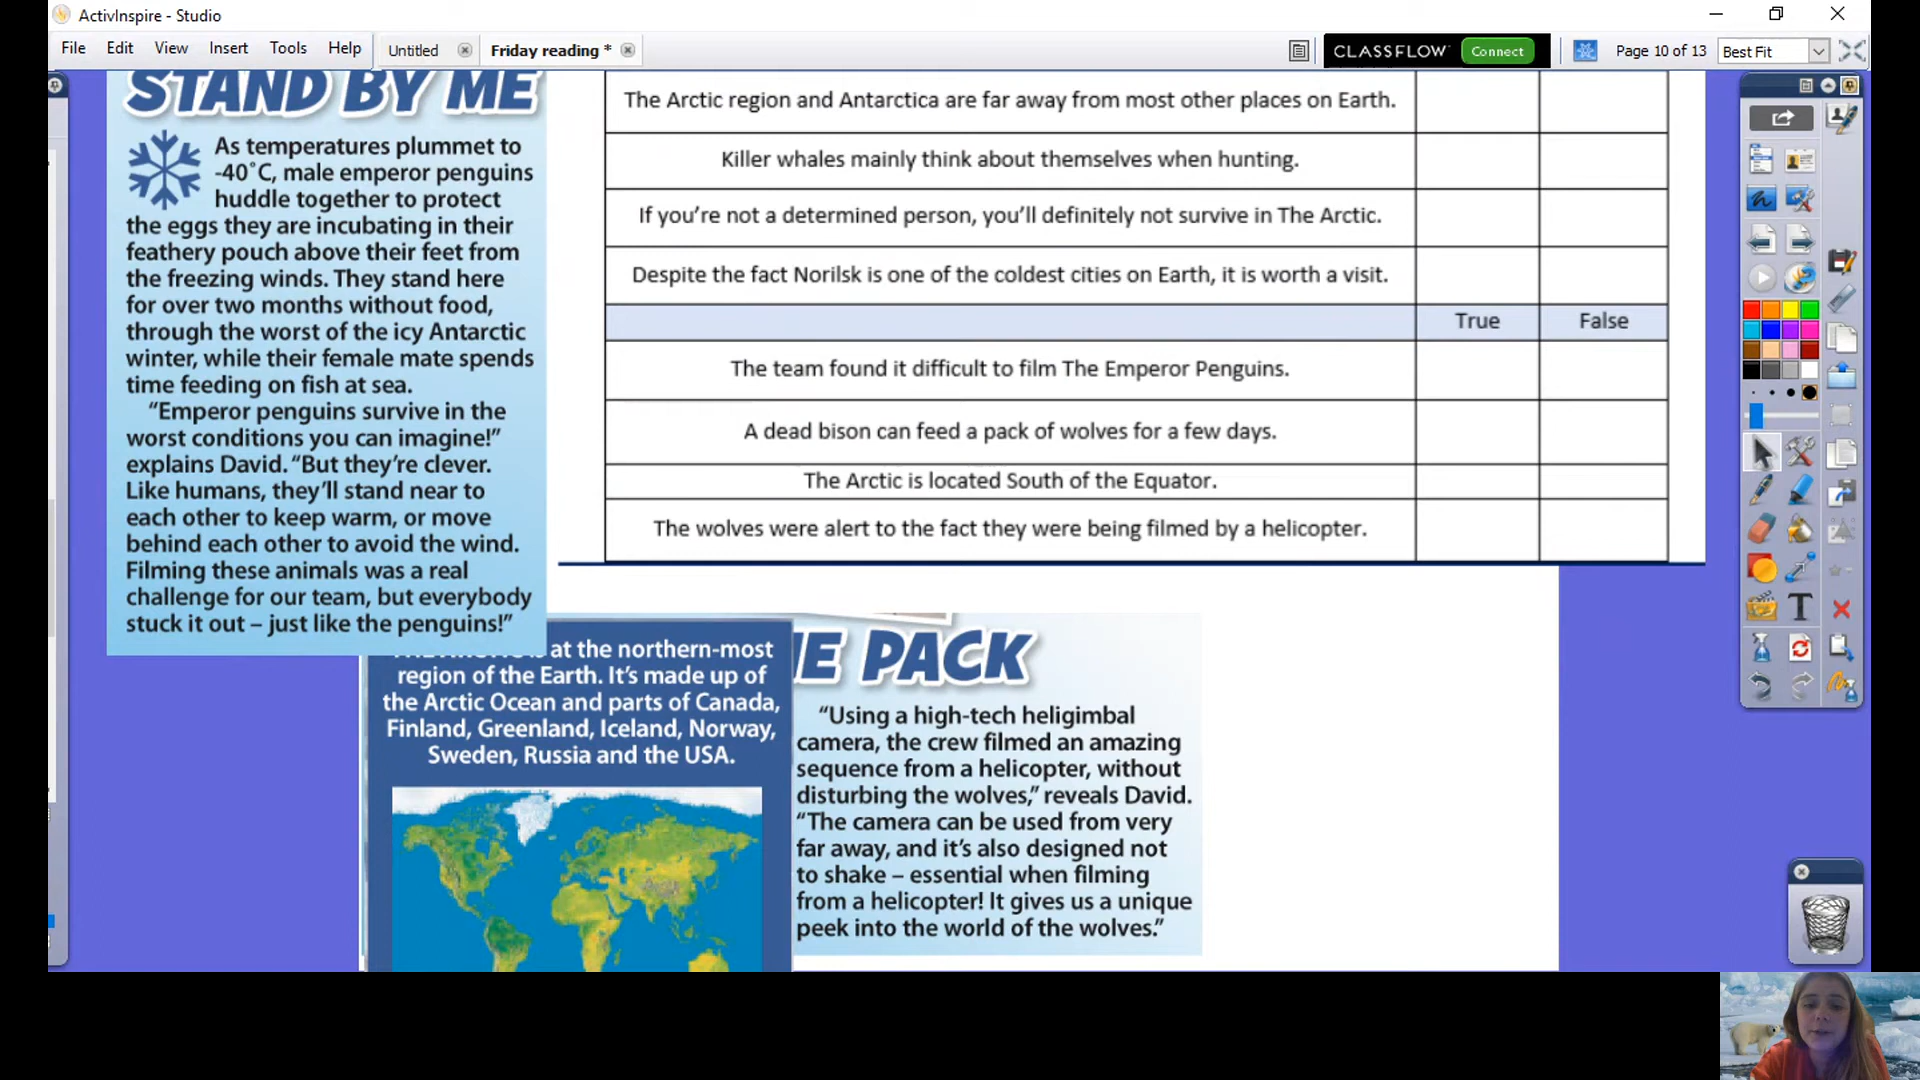 ActivInspire - Studio
File Edit View Insert Tools Help
Untitled
Friday reading *
CLASSFLOW Connect
Page 10 of 13
Best Fit
STAND BY ME
As temperatures plummet to
-40˚C, male emperor penguins
huddle together to protect
the eggs they are incubating in their
feathery pouch above their feet from
the freezing winds. They stand here
for over two months without food,
through the worst of the icy Antarctic
winter, while their female mate spends
time feeding on fish at sea.
“Emperor penguins survive in the
worst conditions you can imagine!”
explains David. “But they’re clever.
Like humans, they’ll stand near to
each other to keep warm, or move
behind each other to avoid the wind.
Filming these animals was a real
challenge for our team, but everybody
stuck it out – just like the penguins!”
The Arctic region and Antarctica are far away from most other places on Earth.
Killer whales mainly think about themselves when hunting.
If you’re not a determined person, you’ll definitely not survive in The Arctic.
Despite the fact Norilsk is one of the coldest cities on Earth, it is worth a visit.
True False
The team found it difficult to film The Emperor Penguins.
A dead bison can feed a pack of wolves for a few days.
The Arctic is located South of the Equator.
The wolves were alert to the fact they were being filmed by a helicopter.
at the northern-most
region of the Earth. It’s made up of
the Arctic Ocean and parts of Canada,
Finland, Greenland, Iceland, Norway,
Sweden, Russia and the USA.
PACK
“Using a high-tech heligimbal
camera, the crew filmed an amazing
sequence from a helicopter, without
disturbing the wolves,” reveals David.
“The camera can be used from very
far away, and it’s also designed not
to shake – essential when filming
from a helicopter! It gives us a unique
peek into the world of the wolves.”